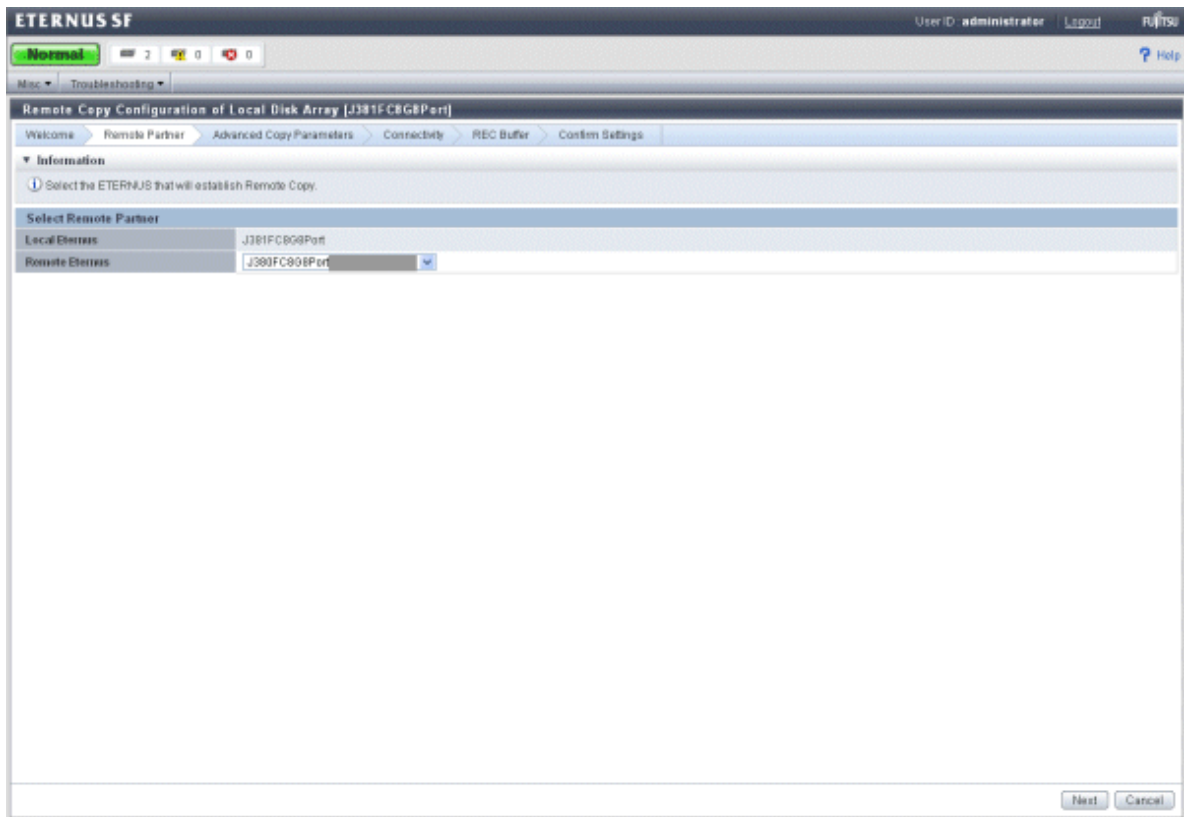 ETERNUS SF
UserID administrator Logout FUJITSU
Normal 2 0 0 Help
Misc Troubleshooting
Remote Copy Configuration of Local Disk Array [J381FC8G8Port]
Welcome Remote Partner Advanced Copy Parameters Connectivity REC Buffer Confirm Settings
Information
Select the ETERNUS that will establish Remote Copy.
Select Remote Partner
Local Eternus J381FC8G8Port
Remote Eternus J380FC8G8Port
Next Cancel